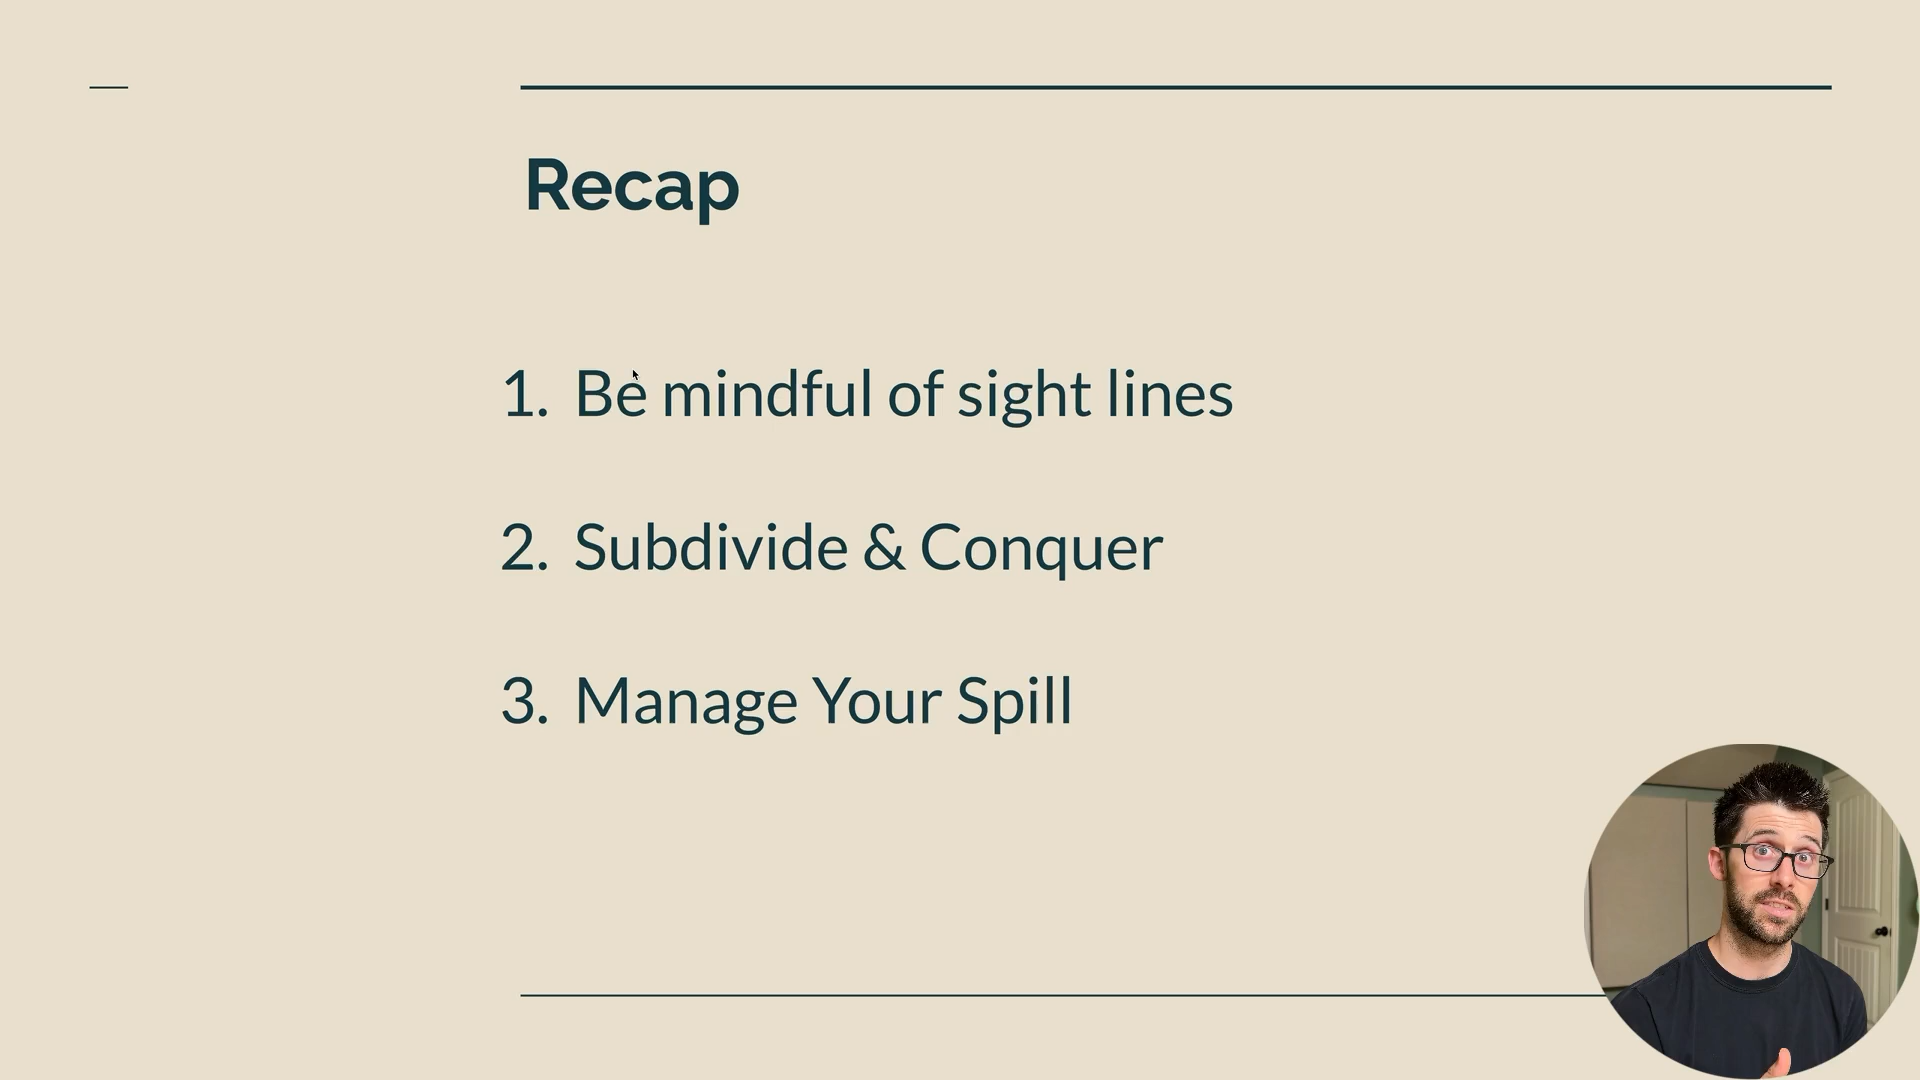 Recap
1. Be mindful of sight lines
2. Subdivide & Conquer
3. Manage Your Spill